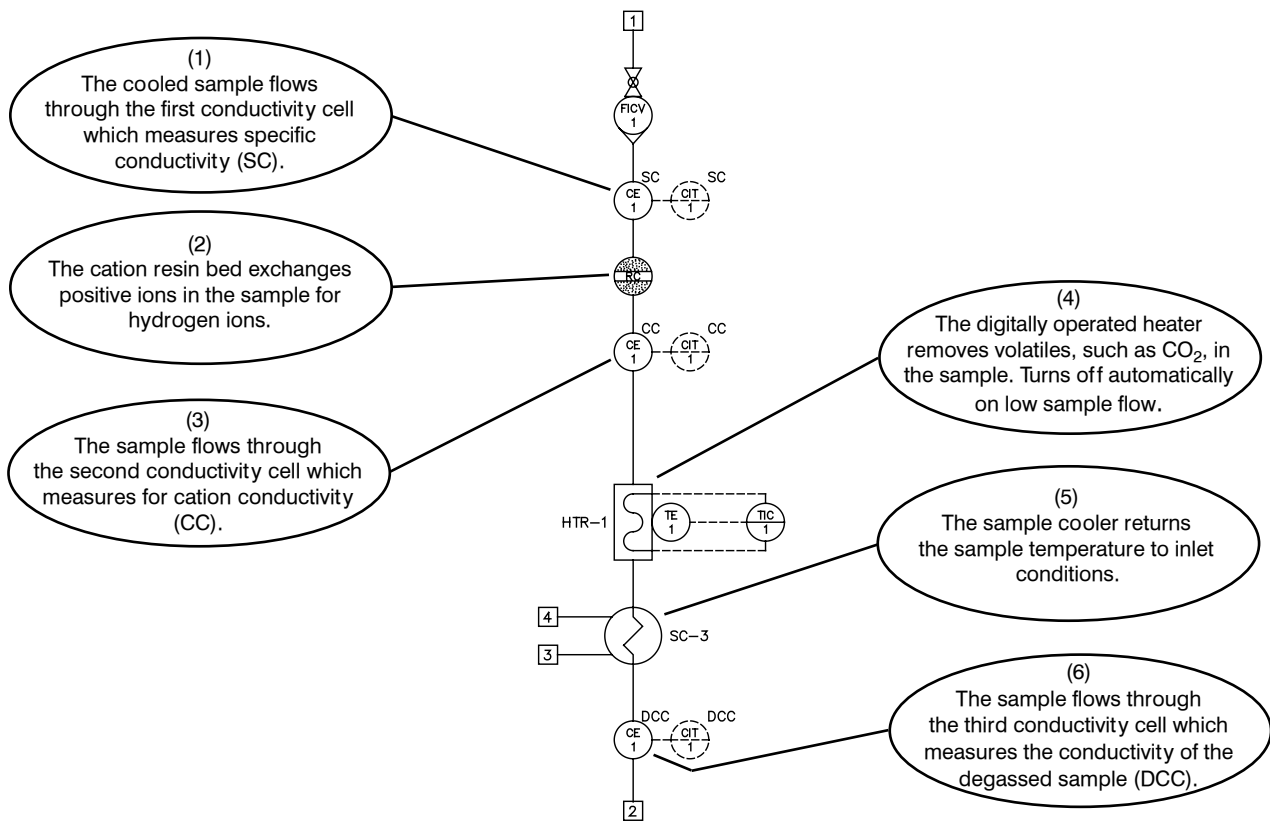 1
(1)
The cooled sample flows
through the first conductivity cell
which measures specific
conductivity (SC).
FICV
1
SC
SC
CE
1
CIT
1
(2)
The cation resin bed exchanges
positive ions in the sample for
hydrogen ions.
RC
CC
CC
CE
1
CIT
1
(3)
The sample flows through
the second conductivity cell which
measures for cation conductivity
(CC).
(4)
The digitally operated heater
removes volatiles, such as CO₂, in
the sample. Turns off automatically
on low sample flow.
HTR-1
TE
1
TIC
1
(5)
The sample cooler returns
the sample temperature to inlet
conditions.
4
3
SC-3
(6)
The sample flows through
the third conductivity cell which
measures the conductivity of the
degassed sample (DCC).
DCC
DCC
CE
1
CIT
1
2